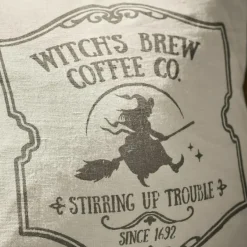 WITCH'S BREW
COFFEE CO.
STIRRING UP TROUBLE
SINCE 1692